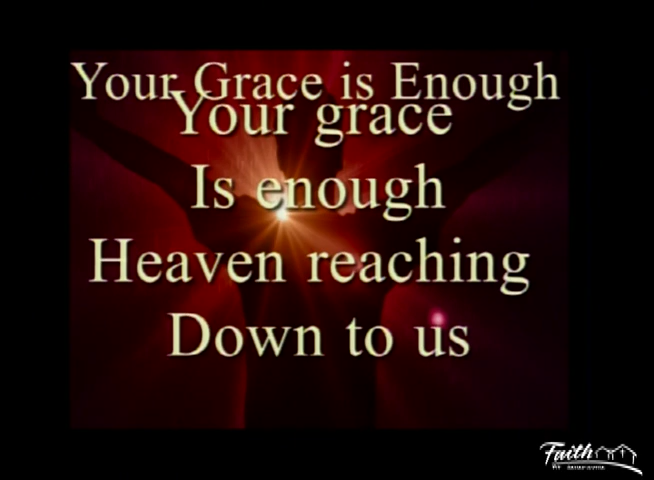 Your Grace is Enough
Your grace
Is enough
Heaven reaching
Down to us
Faith